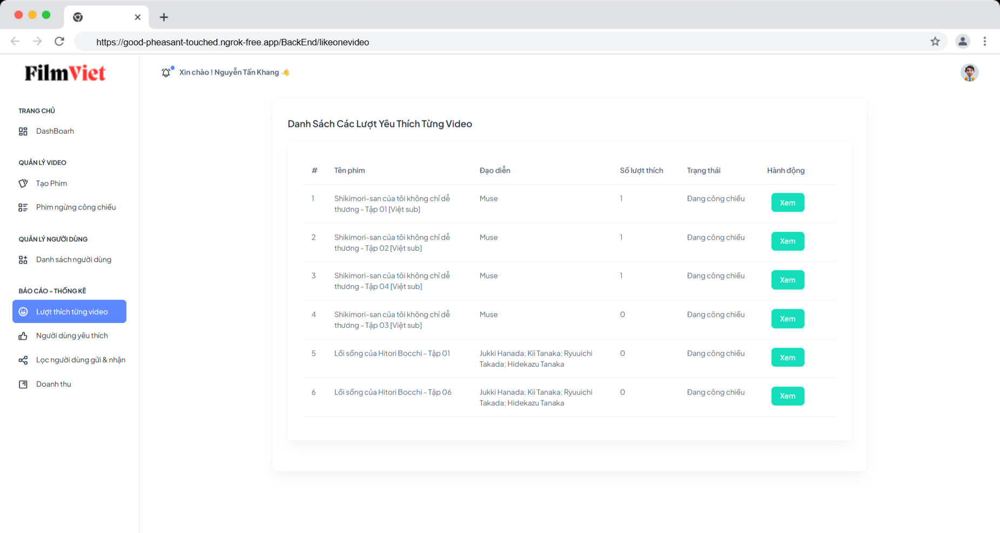 https://good-pheasant-touched.ngrok-free.app/BackEnd/likeonevideo
FilmViet
Xin chào ! Nguyễn Tấn Khang 👋
TRANG CHỦ
DashBoarh
QUẢN LÝ VIDEO
Tạo Phim
Phim ngừng công chiếu
QUẢN LÝ NGƯỜI DÙNG
Danh sách người dùng
BÁO CÁO - THỐNG KÊ
Lượt thích từng video
Người dùng yêu thích
Lọc người dùng gửi & nhận
Doanh thu
Danh Sách Các Lượt Yêu Thích Từng Video
# Tên phim Đạo diễn Số lượt thích Trạng thái Hành động
1 Shikimori-san của tôi không chỉ dễ Muse 1 Đang công chiếu Xem
thương - Tập 01 [Việt sub]
2 Shikimori-san của tôi không chỉ dễ Muse 1 Đang công chiếu Xem
thương - Tập 02 [Việt sub]
3 Shikimori-san của tôi không chỉ dễ Muse 1 Đang công chiếu Xem
thương - Tập 04 [Việt sub]
4 Shikimori-san của tôi không chỉ dễ Muse 0 Đang công chiếu Xem
thương - Tập 03 [Việt sub]
5 Lối sống của Hitori Bocchi - Tập 01 Jukki Hanada; Kii Tanaka; Ryuuichi 0 Đang công chiếu Xem
Takada; Hidekazu Tanaka
6 Lối sống của Hitori Bocchi - Tập 06 Jukki Hanada; Kii Tanaka; Ryuuichi 0 Đang công chiếu Xem
Takada; Hidekazu Tanaka